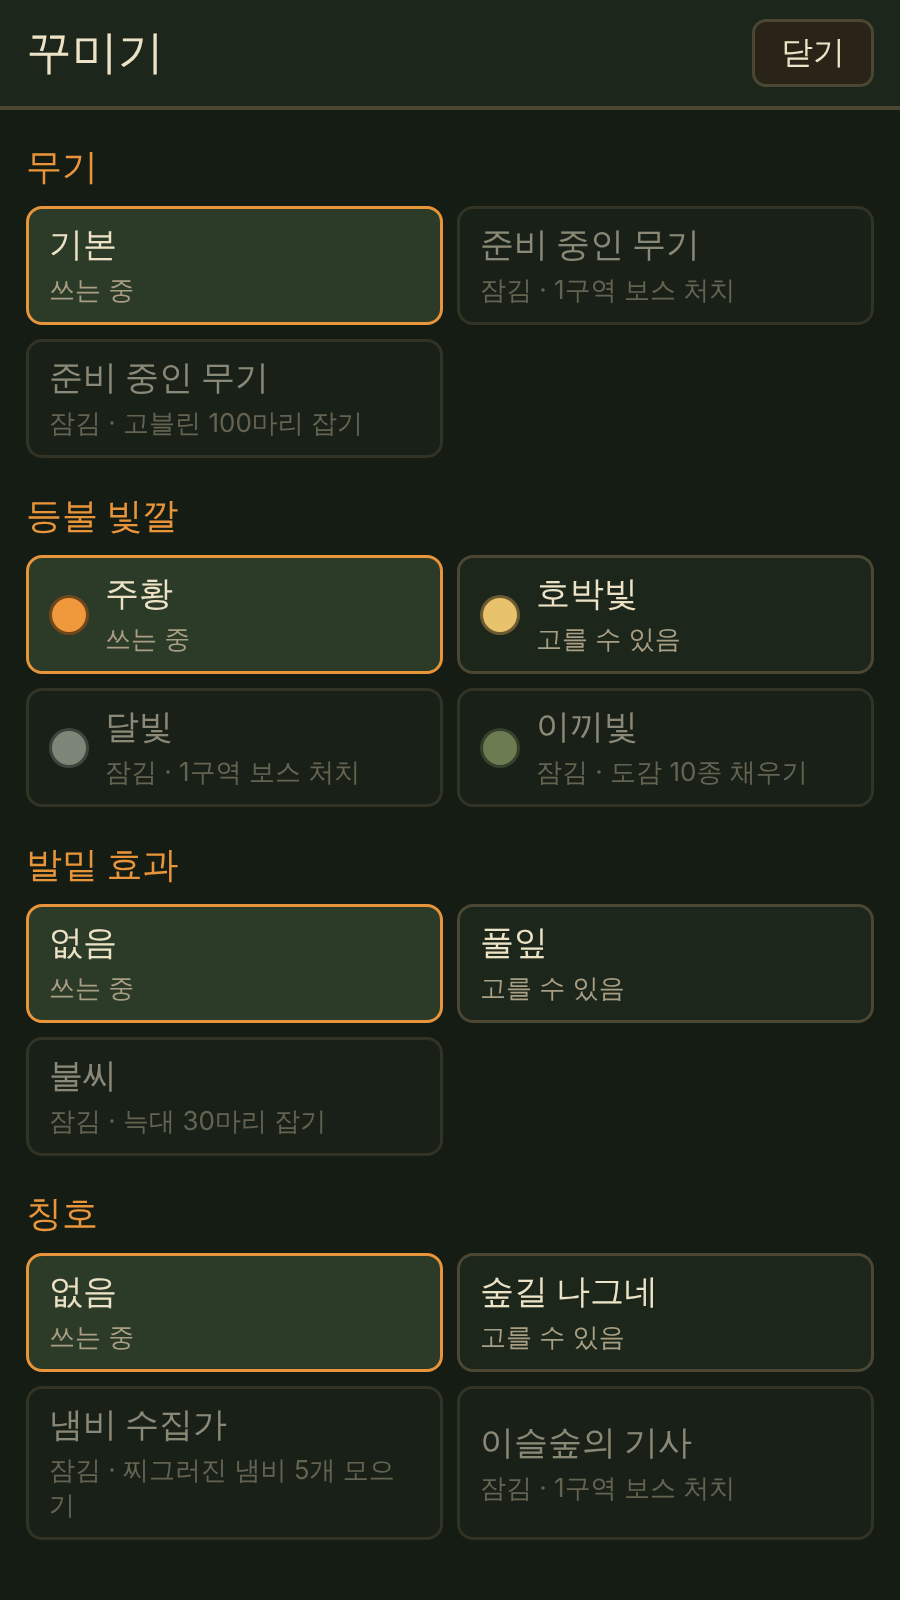 꾸미기
닫기
무기
기본
쓰는 중
준비 중인 무기
잠김 · 1구역 보스 처치
준비 중인 무기
잠김 · 고블린 100마리 잡기
등불 빛깔
주황
쓰는 중
호박빛
고를 수 있음
달빛
잠김 · 1구역 보스 처치
이끼빛
잠김 · 도감 10종 채우기
발밑 효과
없음
쓰는 중
풀잎
고를 수 있음
불씨
잠김 · 늑대 30마리 잡기
칭호
없음
쓰는 중
숲길 나그네
고를 수 있음
냄비 수집가
잠김 · 찌그러진 냄비 5개 모으
기
이슬숲의 기사
잠김 · 1구역 보스 처치